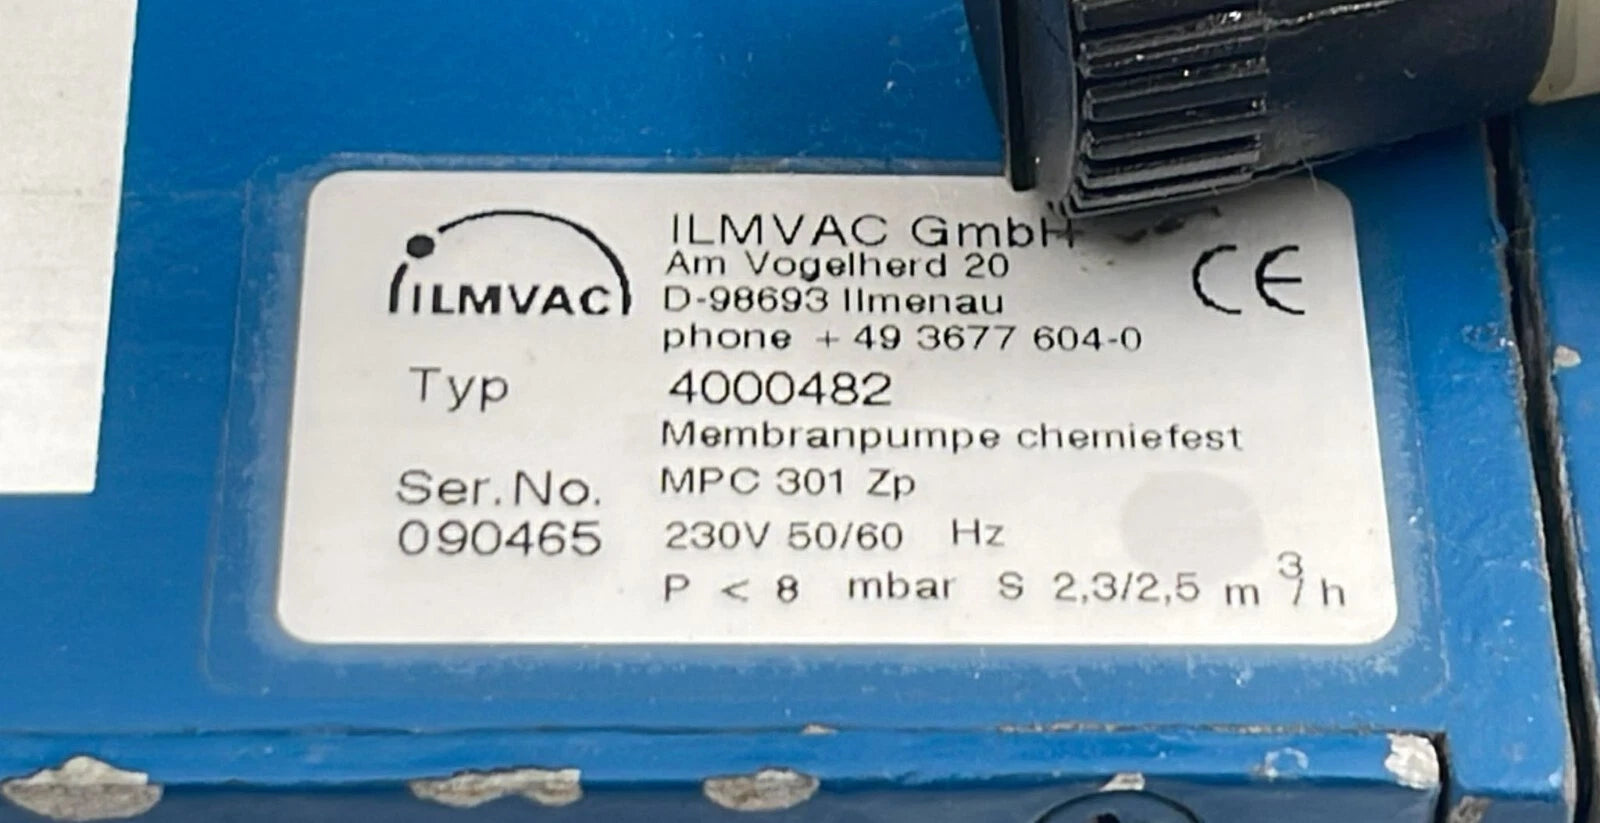 ILMVAC
ILMVAC GmbH
Am Vogelherd 20
D-98693 Ilmenau
phone + 49 3677 604-0
CE
Typ 4000482
Membranpumpe chemiefest
Ser.No. MPC 301 Zp
090465 230V 50/60 Hz
P < 8 mbar S 2,3/2,5 m³/h